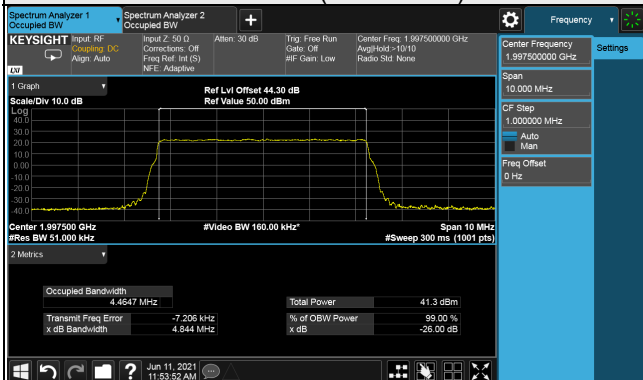 Spectrum Analyzer 1
Occupied BW
Spectrum Analyzer 2
Occupied BW
+
Frequency
KEYSIGHT
LXI
Input: RF
Coupling: DC
Align: Auto
Input Z: 50 Ω
Corrections: Off
Freq Ref: Int (S)
NFE: Adaptive
Atten: 30 dB
Trig: Free Run
Gate: Off
#IF Gain: Low
Center Freq: 1.997500000 GHz
Avg|Hold:>10/10
Radio Std: None
Center Frequency
1.997500000 GHz
Settings
Span
10.000 MHz
CF Step
1.000000 MHz
Auto
Man
Freq Offset
0 Hz
1 Graph
Scale/Div 10.0 dB
Ref Lvl Offset 44.30 dB
Ref Value 50.00 dBm
Log
40.0
30.0
20.0
10.0
0.00
-10.0
-20.0
-30.0
-40.0
Center 1.997500 GHz
#Res BW 51.000 kHz
#Video BW 160.00 kHz*
Span 10 MHz
#Sweep 300 ms (1001 pts)
2 Metrics
Occupied Bandwidth
4.4647 MHz
Transmit Freq Error -7.206 kHz
x dB Bandwidth 4.844 MHz
Total Power 41.3 dBm
% of OBW Power 99.00 %
x dB -26.00 dB
?
Jun 11, 2021
11:53:52 AM